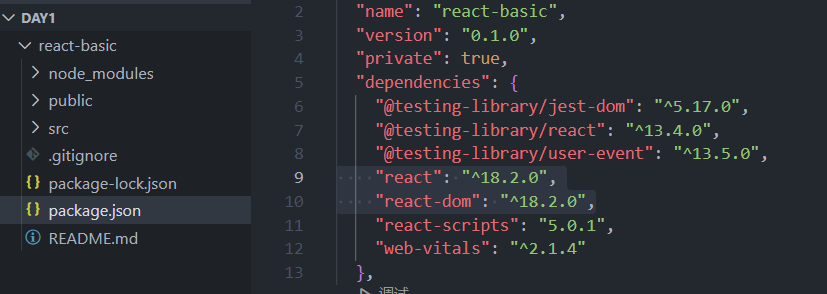 DAY1
react-basic
node_modules
public
src
.gitignore
package-lock.json
package.json
README.md
2 "name": "react-basic",
3 "version": "0.1.0",
4 "private": true,
5 "dependencies": {
6 "@testing-library/jest-dom": "^5.17.0",
7 "@testing-library/react": "^13.4.0",
8 "@testing-library/user-event": "^13.5.0",
9 "react": "^18.2.0",
10 "react-dom": "^18.2.0",
11 "react-scripts": "5.0.1",
12 "web-vitals": "^2.1.4"
13 },
调试